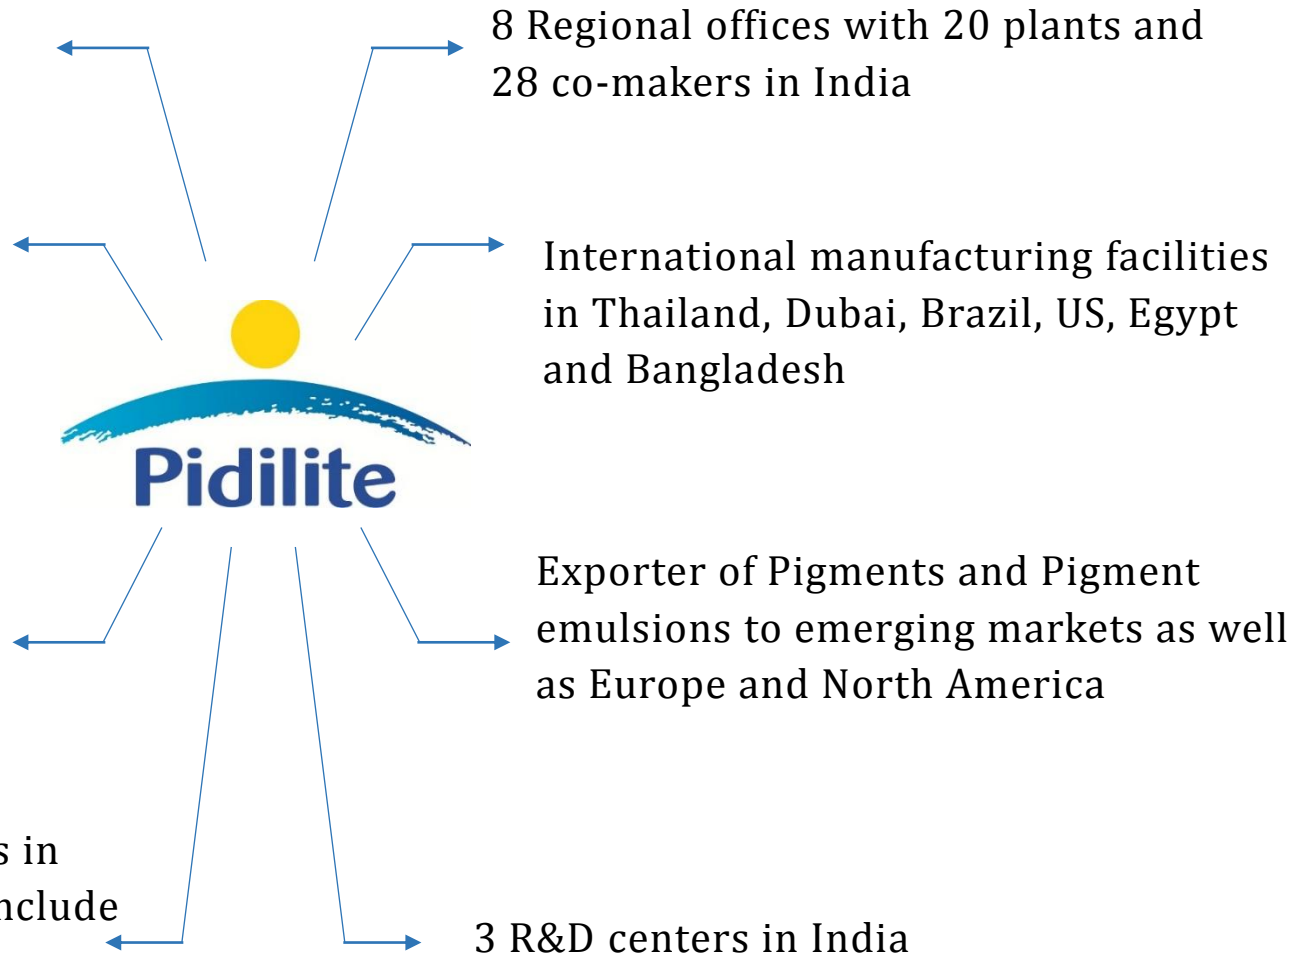 8 Regional offices with 20 plants and
28 co-makers in India
International manufacturing facilities
in Thailand, Dubai, Brazil, US, Egypt
and Bangladesh
Pidilite
Exporter of Pigments and Pigment
emulsions to emerging markets as well
as Europe and North America
in
3 R&D centers in India